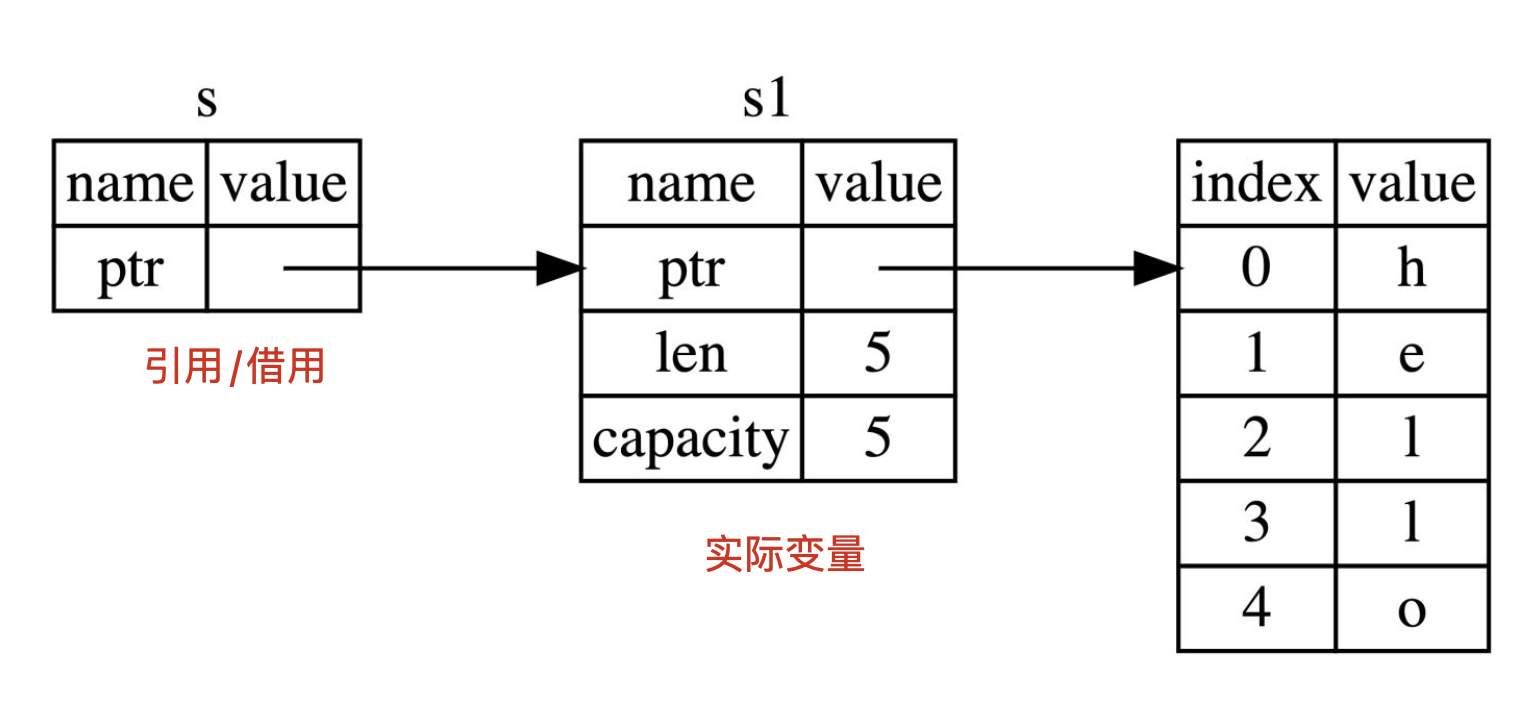 s
name value
ptr
引用/借用
s1
name value
ptr
len 5
capacity 5
实际变量
index value
0 h
1 e
2 l
3 l
4 o